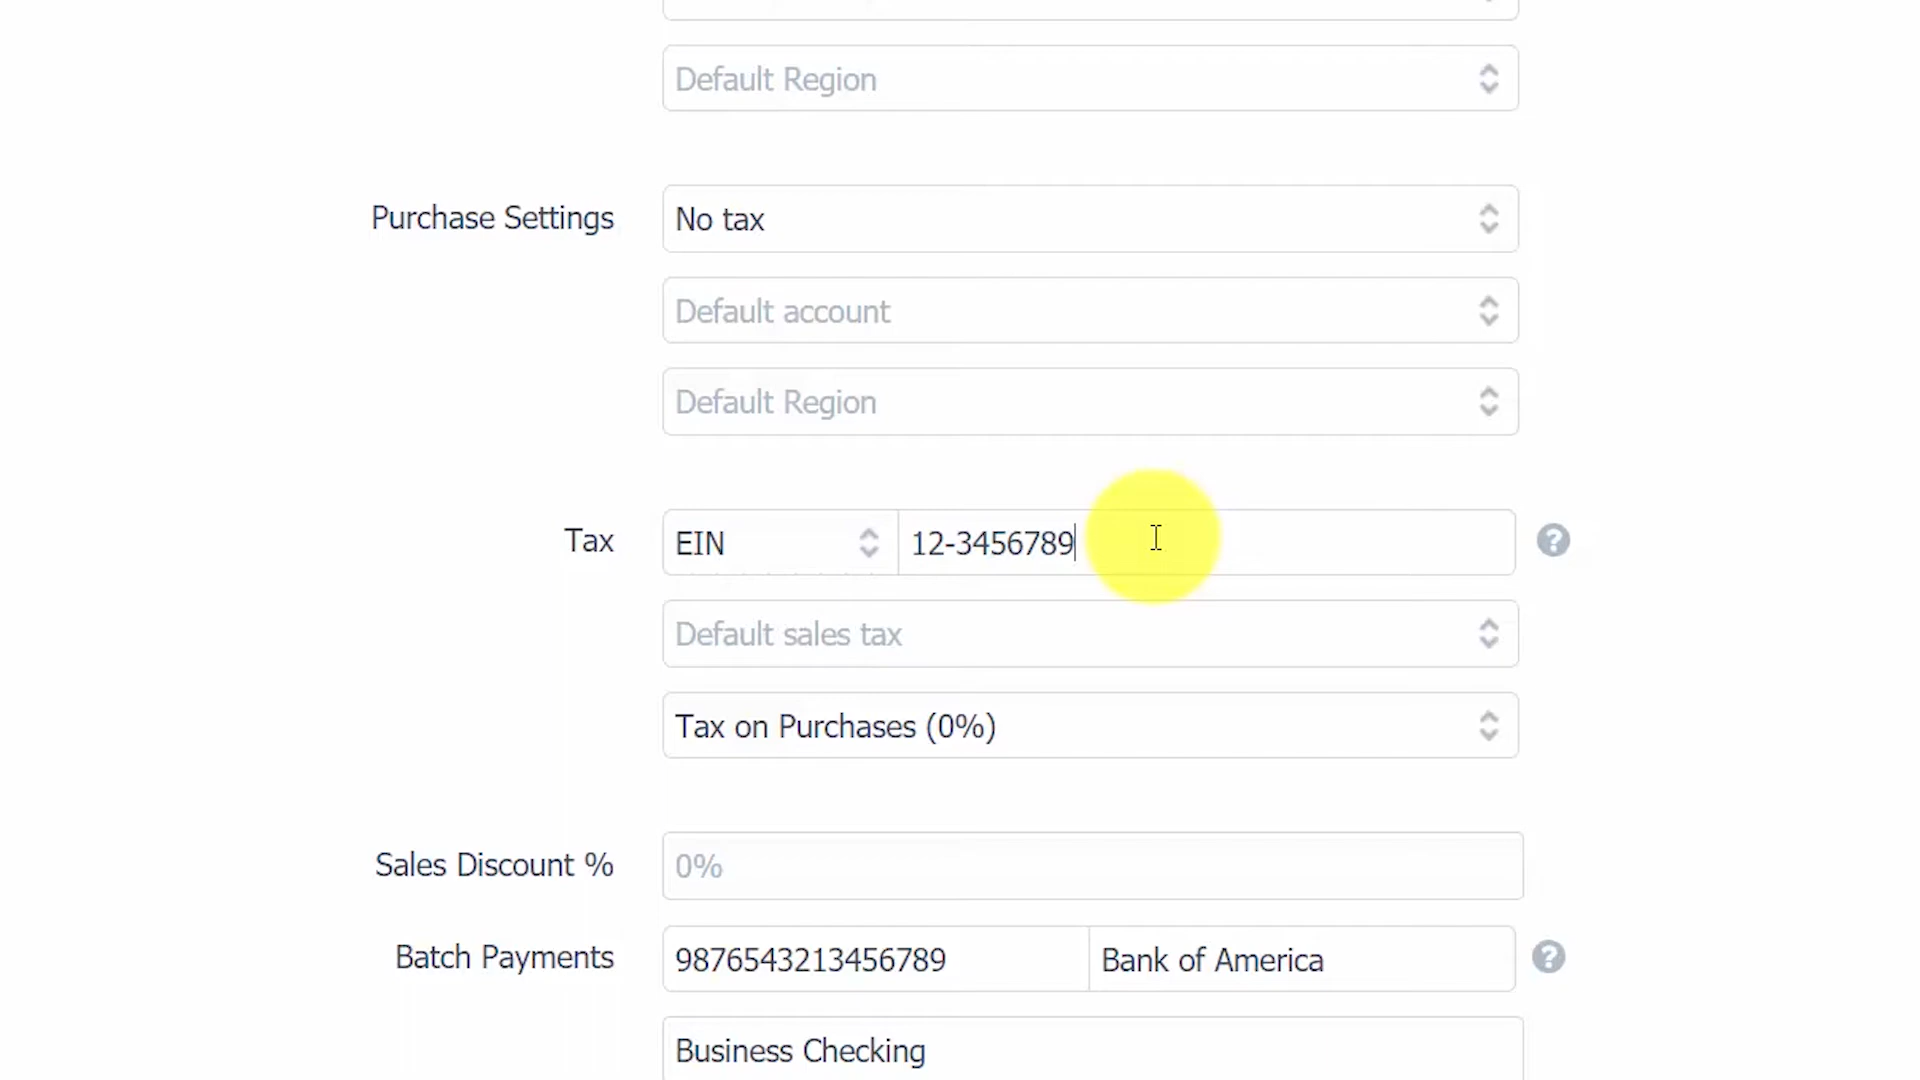 Default Region
Purchase Settings No tax
Default account
Default Region
Tax EIN 12-3456789 ?
Default sales tax
Tax on Purchases (0%)
Sales Discount % 0%
Batch Payments 9876543213456789 Bank of America ?
Business Checking